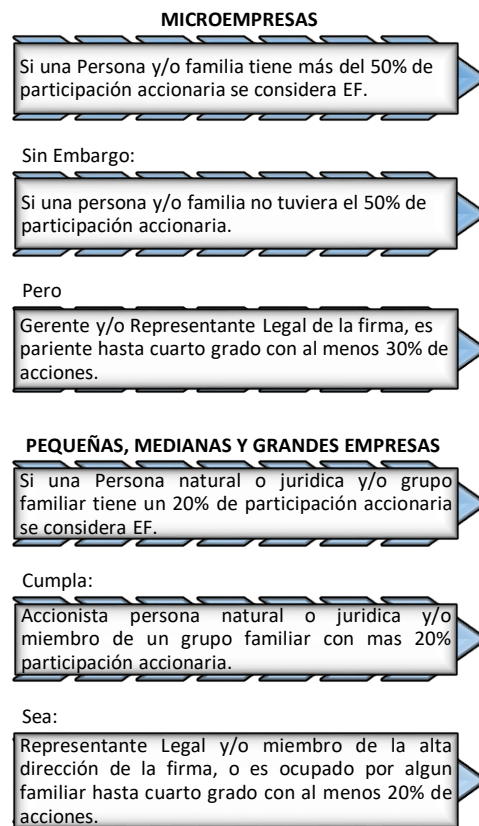 MICROEMPRESAS
Si una Persona y/o familia tiene más del 50% de
participación accionaria se considera EF.
Sin Embargo:
Si una persona y/o familia no tuviera el 50% de
participación accionaria.
Pero
Gerente y/o Representante Legal de la firma, es
pariente hasta cuarto grado con al menos 30% de
acciones.
PEQUEÑAS, MEDIANAS Y GRANDES EMPRESAS
Si una Persona natural o juridica y/o grupo
familiar tiene un 20% de participación accionaria
se considera EF.
Cumpla:
Accionista persona natural o juridica y/o
miembro de un grupo familiar con mas 20%
participación accionaria.
Sea:
Representante Legal y/o miembro de la alta
dirección de la firma, o es ocupado por algun
familiar hasta cuarto grado con al menos 20% de
acciones.